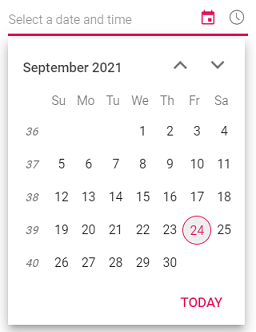 Select a date and time
September 2021
Su Mo Tu We Th Fr Sa
36 1 2 3 4
37 5 6 7 8 9 10 11
38 12 13 14 15 16 17 18
39 19 20 21 22 23 24 25
40 26 27 28 29 30
TODAY